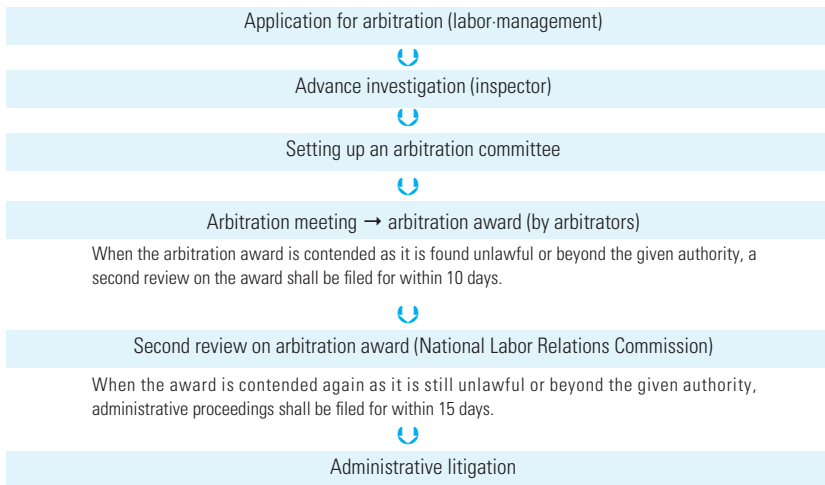 Application for arbitration (labor·management)
Advance investigation (inspector)
Setting up an arbitration committee
Arbitration meeting → arbitration award (by arbitrators)
When the arbitration award is contended as it is found unlawful or beyond the given authority, a
second review on the award shall be filed for within 10 days.
Second review on arbitration award (National Labor Relations Commission)
When the award is contended again as it is still unlawful or beyond the given authority,
administrative proceedings shall be filed for within 15 days.
Administrative litigation